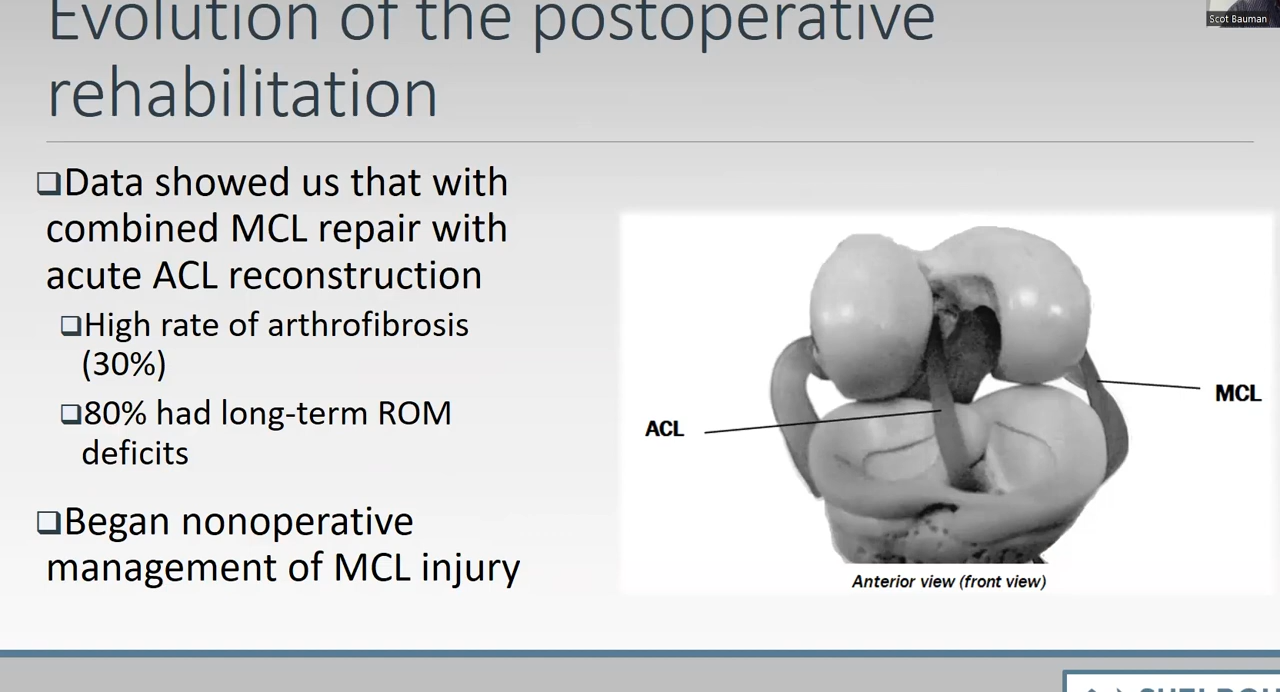 Scot Bauman
Evolution of the postoperative
rehabilitation
Data showed us that with
combined MCL repair with
acute ACL reconstruction
High rate of arthrofibrosis
(30%)
80% had long-term ROM
deficits
Began nonoperative
management of MCL injury
ACL
MCL
Anterior view (front view)